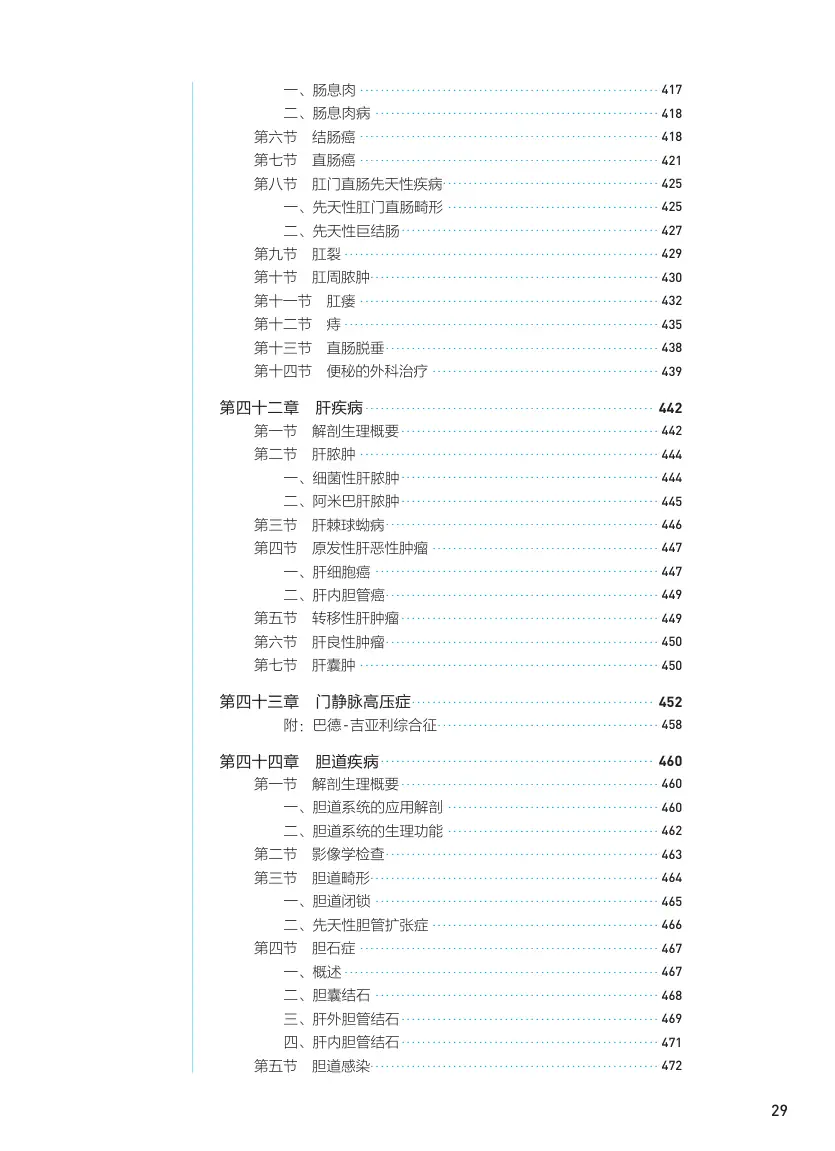 一、肠息肉 417
二、肠息肉病 418
第六节　结肠癌 418
第七节　直肠癌 421
第八节　肛门直肠先天性疾病 425
一、先天性肛门直肠畸形 425
二、先天性巨结肠 427
第九节　肛裂 429
第十节　肛周脓肿 430
第十一节　肛瘘 432
第十二节　痔 435
第十三节　直肠脱垂 438
第十四节　便秘的外科治疗 439
第四十二章　肝疾病 442
第一节　解剖生理概要 442
第二节　肝脓肿 444
一、细菌性肝脓肿 444
二、阿米巴肝脓肿 445
第三节　肝棘球蚴病 446
第四节　原发性肝恶性肿瘤 447
一、肝细胞癌 447
二、肝内胆管癌 449
第五节　转移性肝肿瘤 449
第六节　肝良性肿瘤 450
第七节　肝囊肿 450
第四十三章　门静脉高压症 452
附：巴德-吉亚利综合征 458
第四十四章　胆道疾病 460
第一节　解剖生理概要 460
一、胆道系统的应用解剖 460
二、胆道系统的生理功能 462
第二节　影像学检查 463
第三节　胆道畸形 464
一、胆道闭锁 465
二、先天性胆管扩张症 466
第四节　胆石症 467
一、概述 467
二、胆囊结石 468
三、肝外胆管结石 469
四、肝内胆管结石 471
第五节　胆道感染 472
29